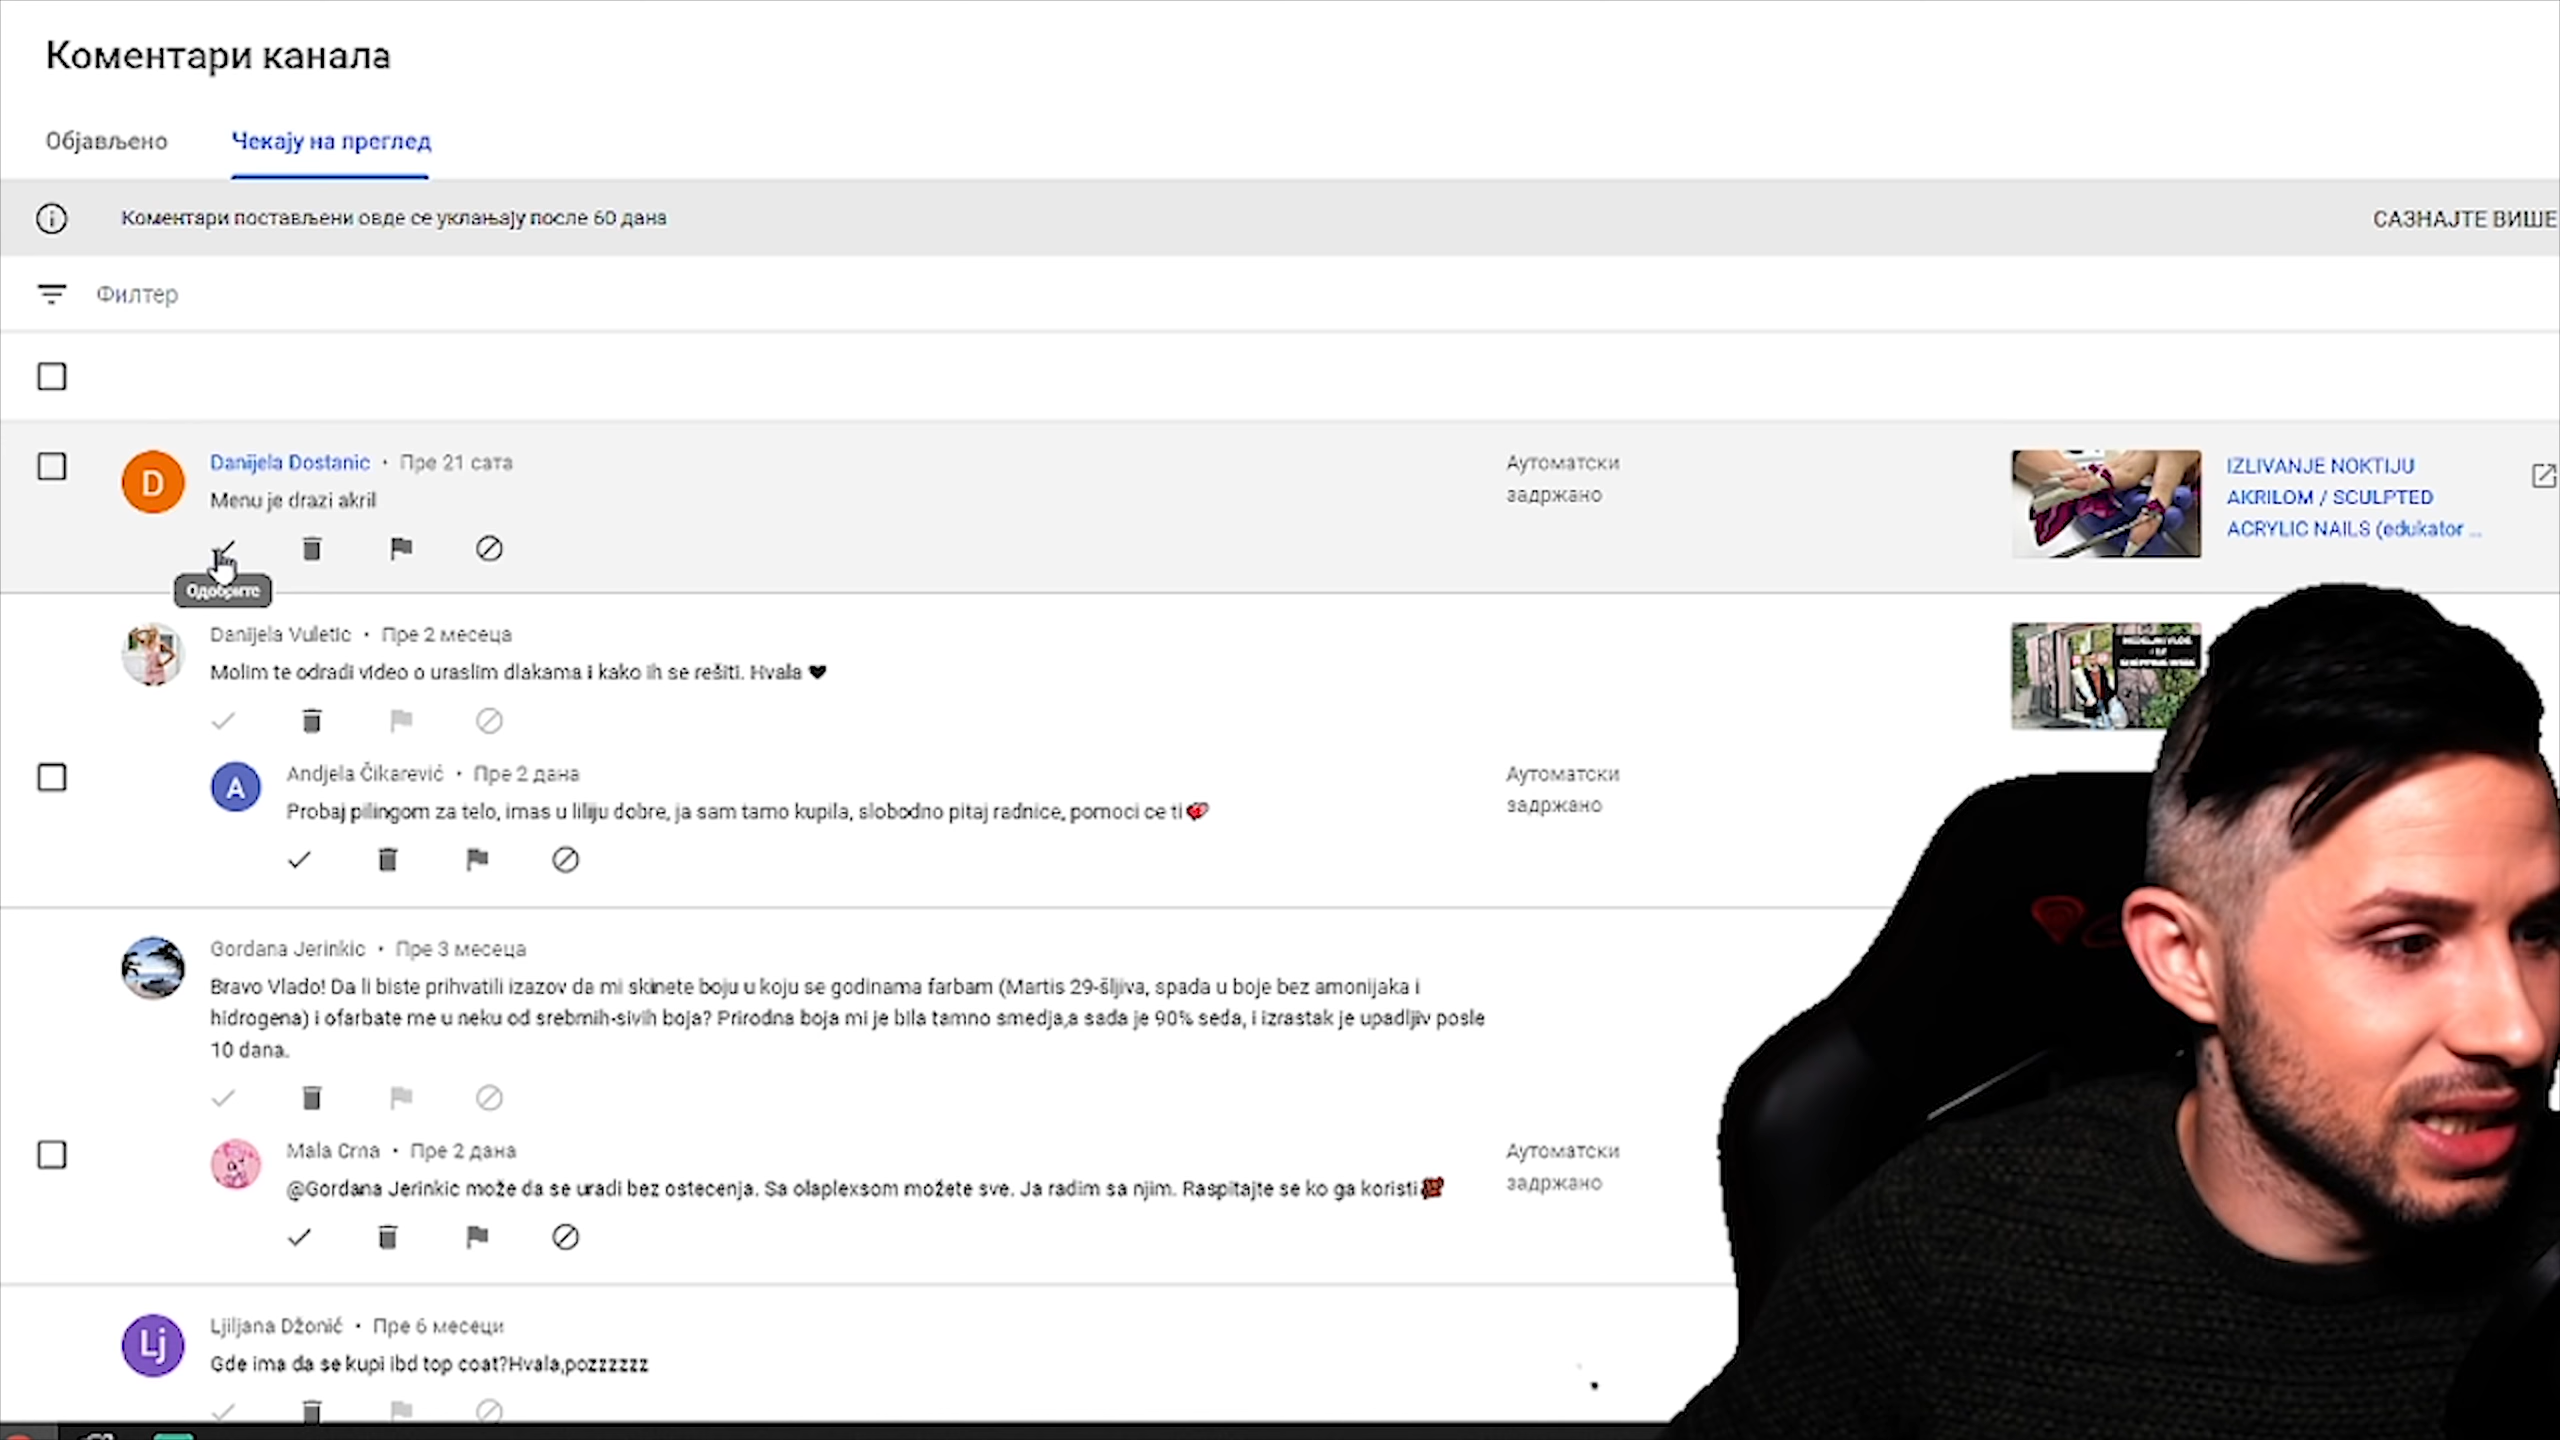 Коментари канала
Објављено
Чекају на преглед
Коментари постављени овде се уклањају после 60 дана
САЗНАЈТЕ ВИШЕ
Филтер
D
Danijela Dostanic • Пре 21 сата
Menu je drazi akril
Одобрите
Аутоматски
задржано
IZLIVANJE NOKTIJU
AKRILOM / SCULPTED
ACRYLIC NAILS (edukator ...
Danijela Vuletic • Пре 2 месеца
Molim te odradi video o uraslim dlakama i kako ih se rešiti. Hvala 🖤
A
Andjela Čikarević • Пре 2 дана
Probaj pilingom za telo, imas u liliju dobre, ja sam tamo kupila, slobodno pitaj radnice, pomoci ce ti
Аутоматски
задржано
Gordana Jerinkic • Пре 3 месеца
Bravo Vlado! Da li biste prihvatili izazov da mi skinete boju u koju se godinama farbam (Martis 29-šljiva, spada u boje bez amonijaka i
hidrogena) i ofarbate me u neku od srebrnih-sivih boja? Prirodna boja mi je bila tamno smedja,a sada je 90% seda, i izrastak je upadljiv posle
10 dana.
Mala Crna • Пре 2 дана
@Gordana Jerinkic može da se uradi bez ostecenja. Sa olaplexsom možete sve. Ja radim sa njim. Raspitajte se ko ga koristi
Аутоматски
задржано
Lj
Ljiljana Džonić • Пре 6 месеци
Gde ima da se kupi ibd top coat?Hvala,pozzzzzz